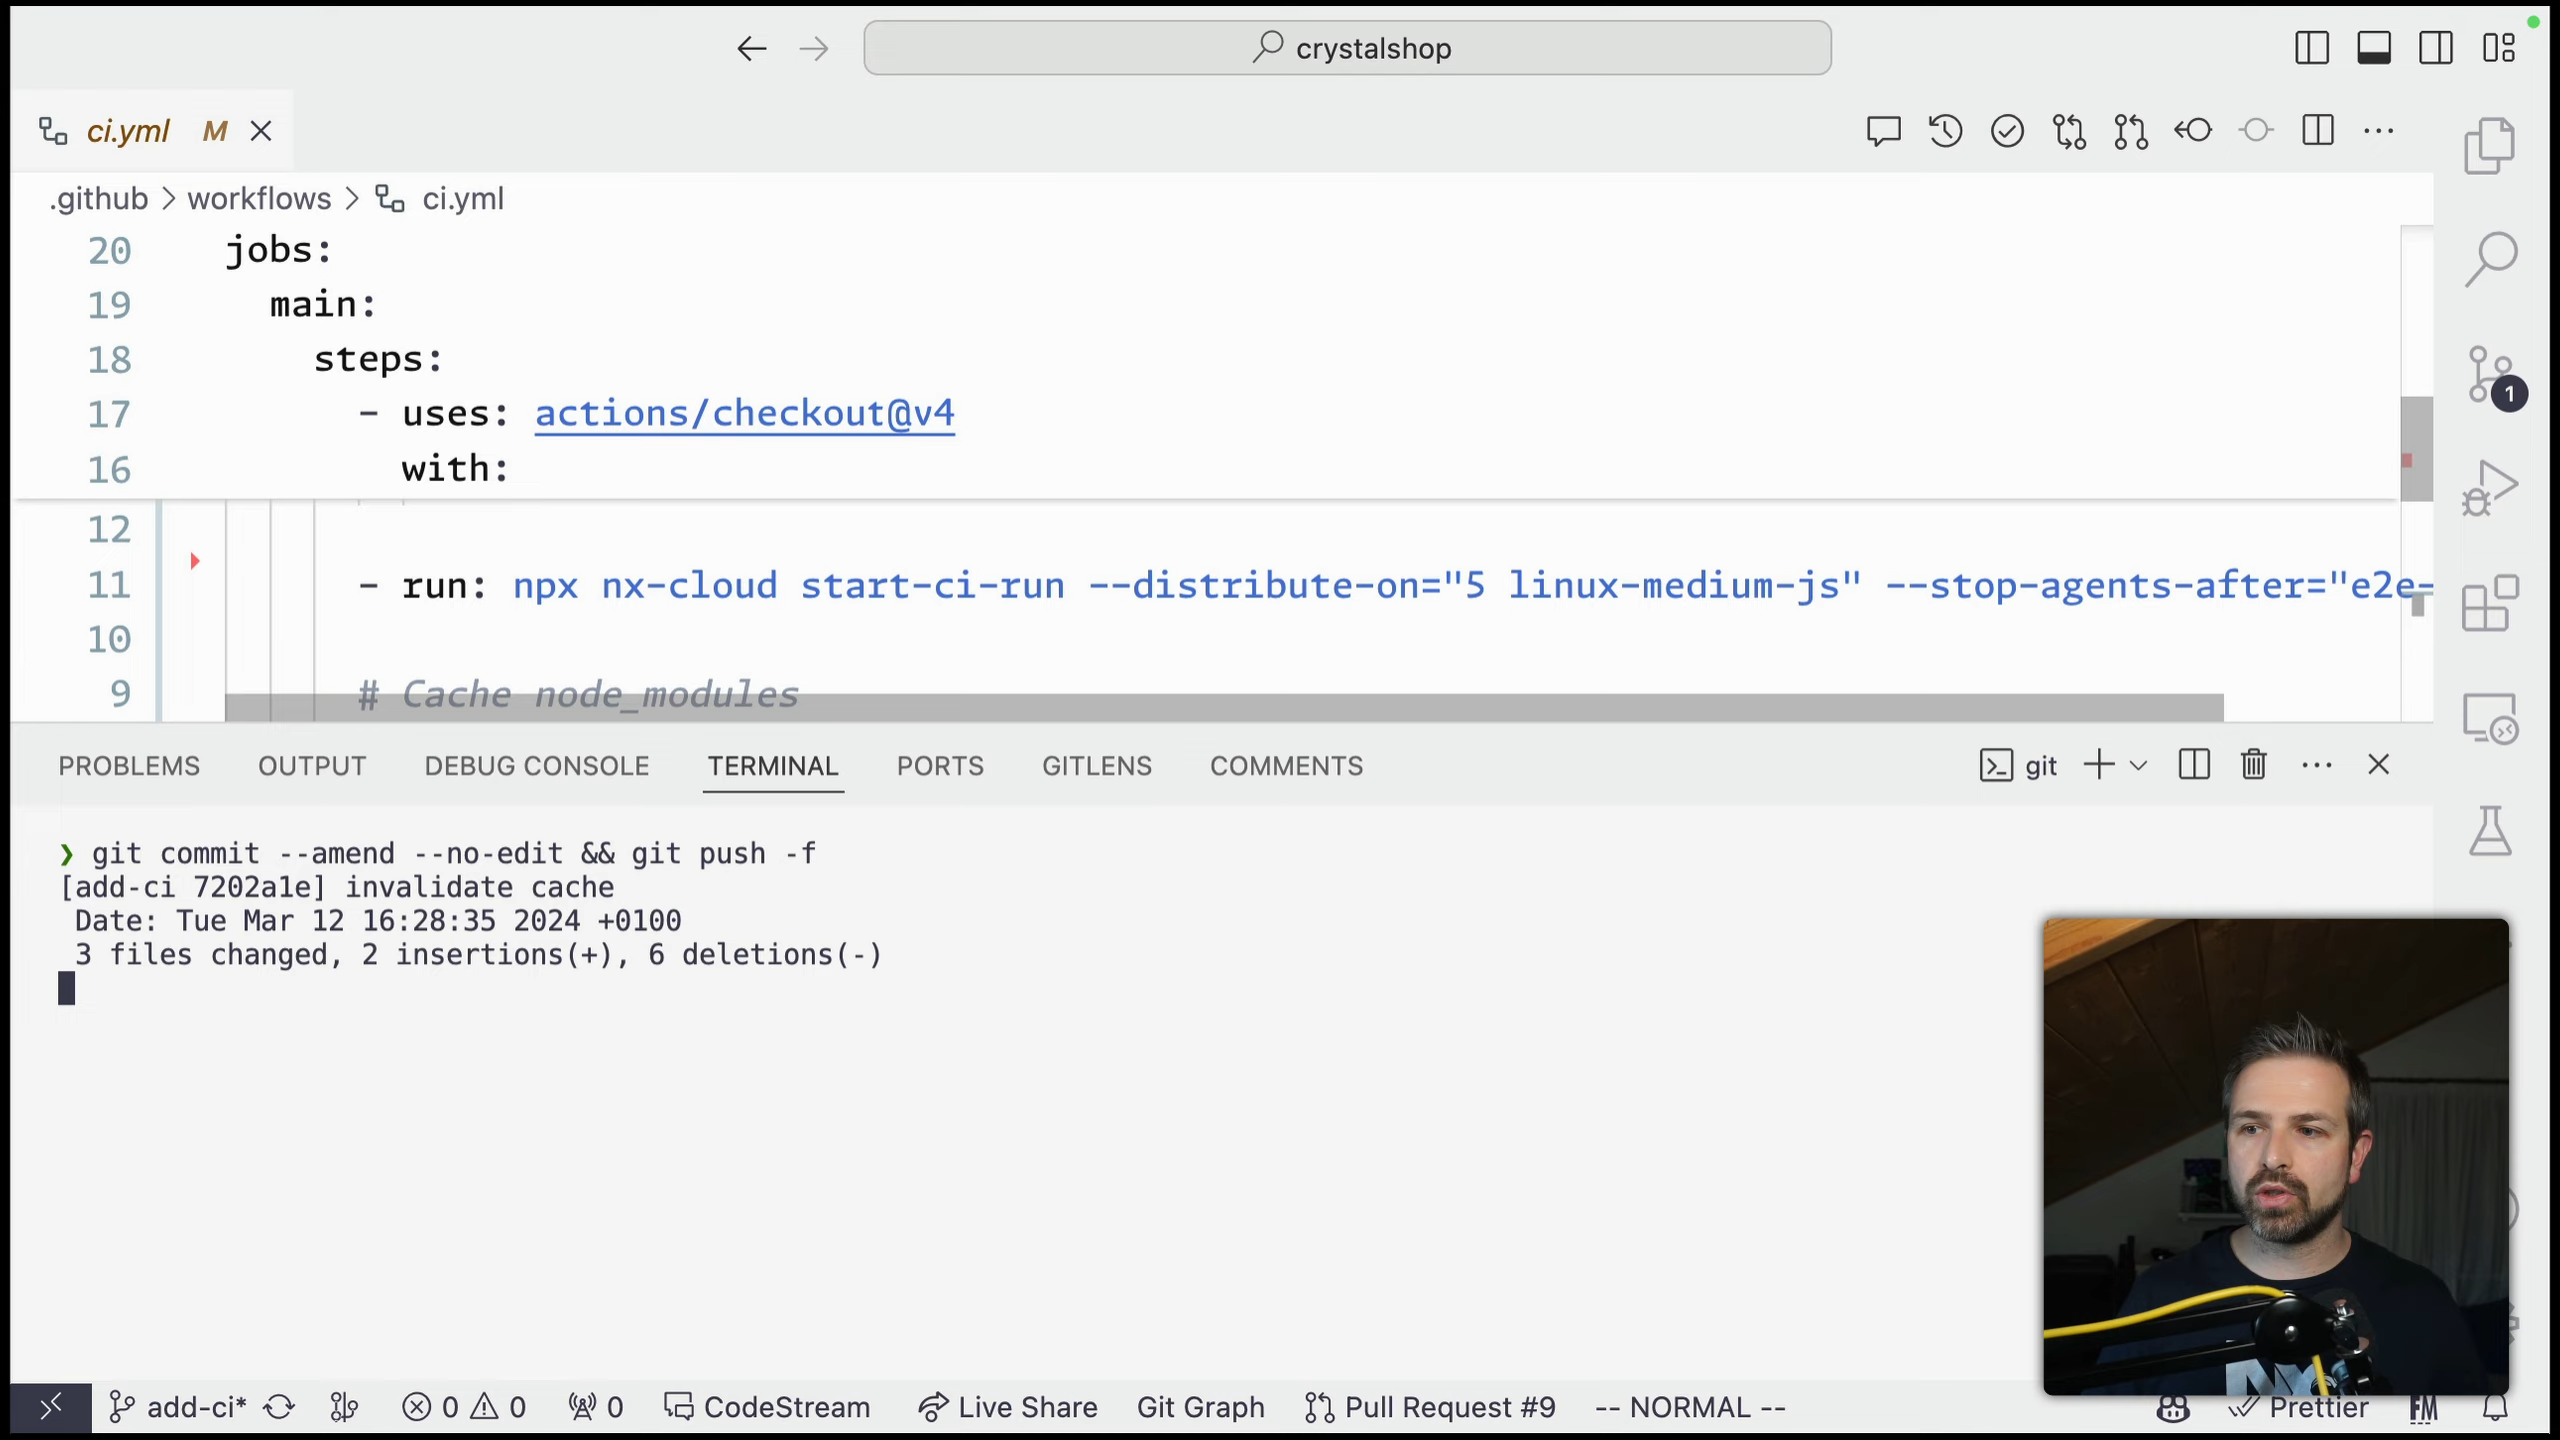 crystalshop
ci.yml M
.github > workflows > ci.yml
20 jobs:
19 main:
18 steps:
17 - uses: actions/checkout@v4
16 with:
12
11 - run: npx nx-cloud start-ci-run --distribute-on="5 linux-medium-js" --stop-agents-after="e2e-
10
9 # Cache node_modules
1
PROBLEMS OUTPUT DEBUG CONSOLE TERMINAL PORTS GITLENS COMMENTS
git
❯ git commit --amend --no-edit && git push -f
[add-ci 7202a1e] invalidate cache
Date: Tue Mar 12 16:28:35 2024 +0100
3 files changed, 2 insertions(+), 6 deletions(-)
add-ci* 0 0 0 CodeStream Live Share Git Graph Pull Request #9 -- NORMAL -- Prettier FM